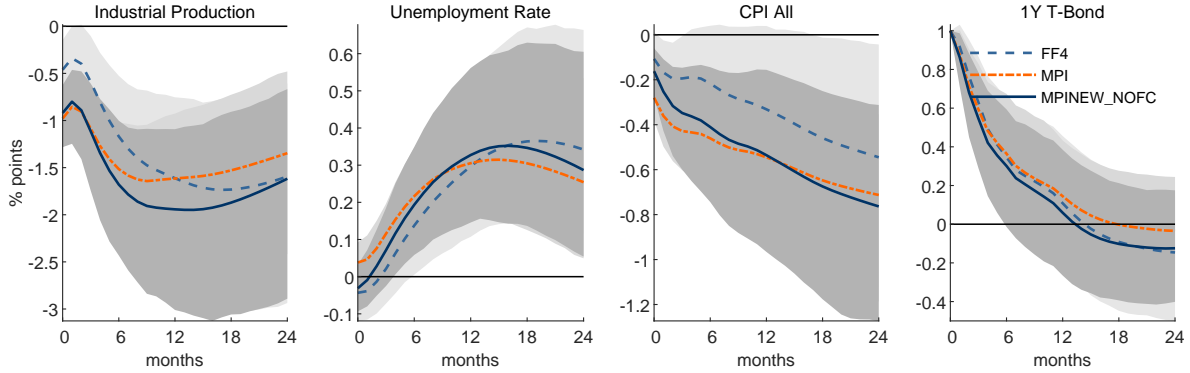 Industrial Production
Unemployment Rate
CPI All
1Y T-Bond
% points
0
-0.5
-1
-1.5
-2
-2.5
-3
0 6 12 18 24
months
0.6
0.5
0.4
0.3
0.2
0.1
0
-0.1
0 6 12 18 24
months
0
-0.2
-0.4
-0.6
-0.8
-1
-1.2
0 6 12 18 24
months
1
0.8
0.6
0.4
0.2
0
-0.2
-0.4
0 6 12 18 24
months
FF4
MPI
MPINEW_NOFC